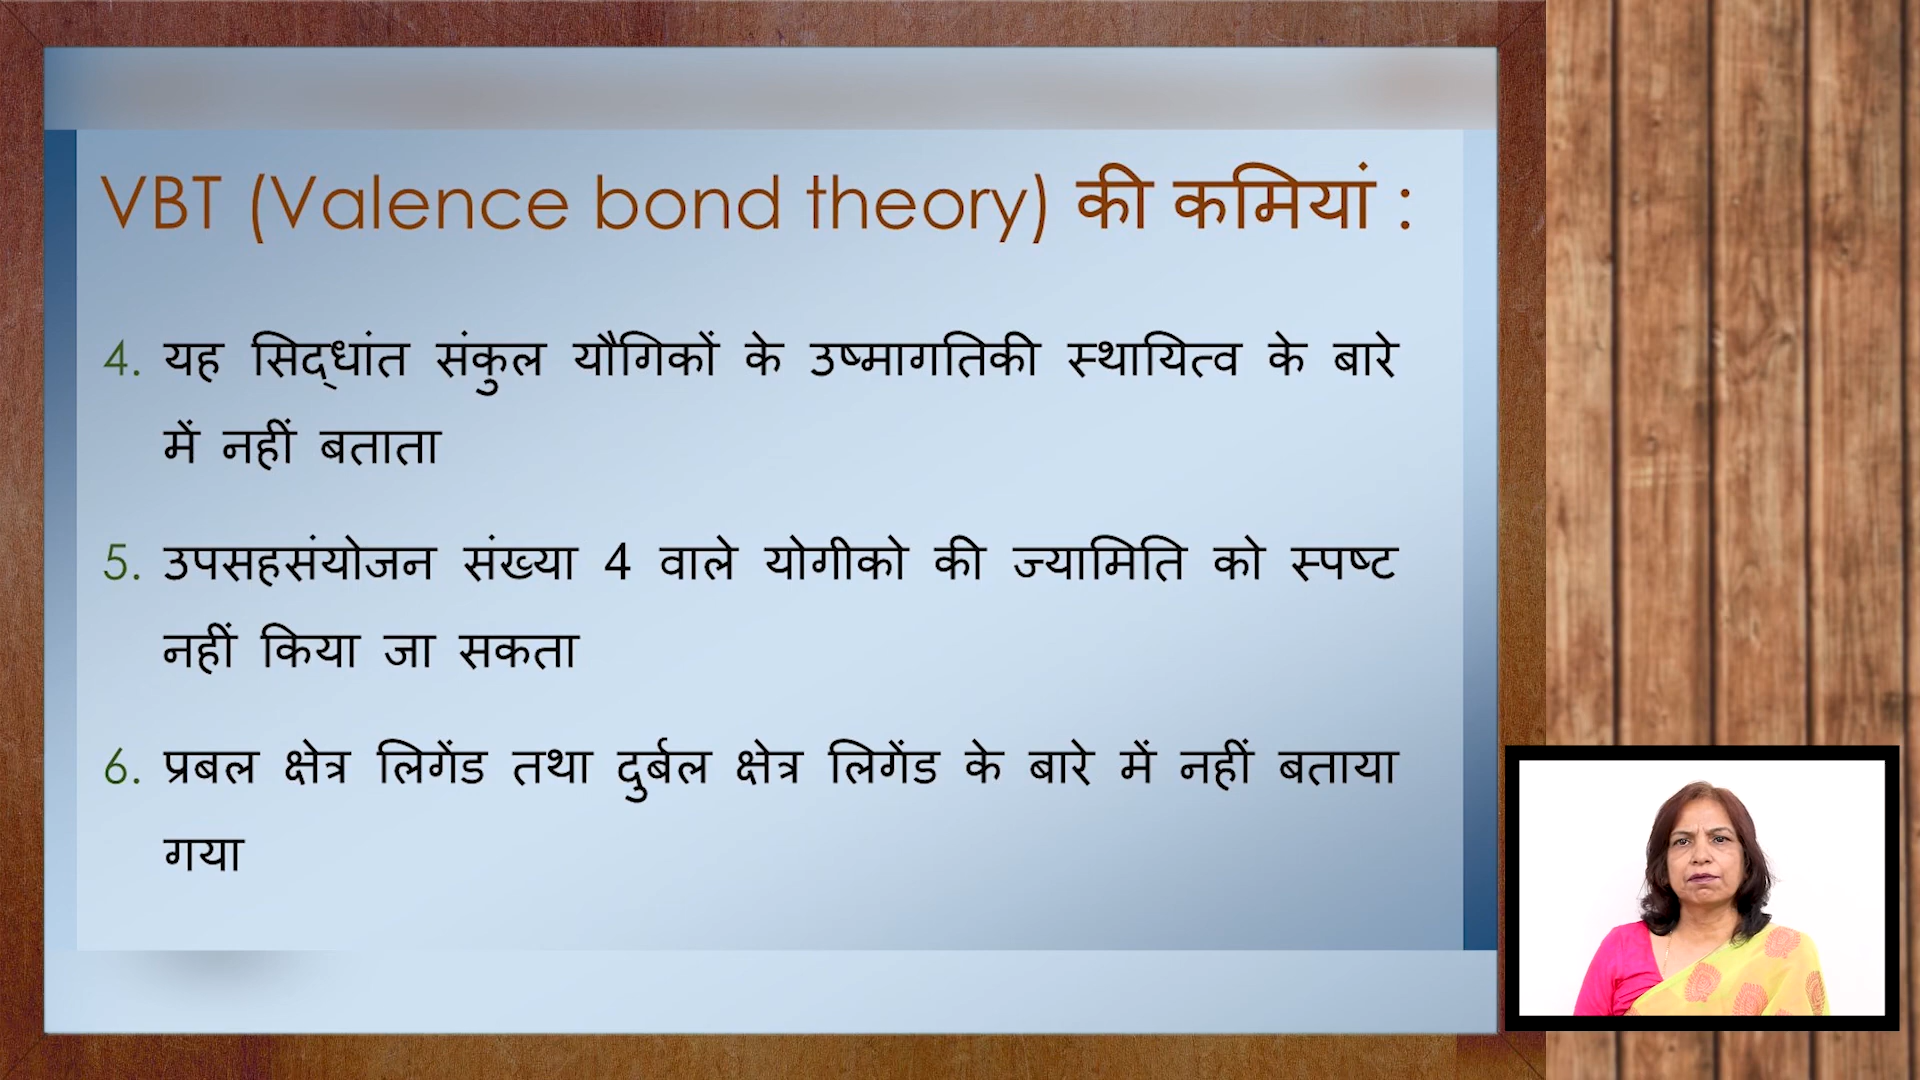 VBT (Valence bond theory) की कमियां :
4. यह सिद्धांत संकुल यौगिकों के उष्मागतिकी स्थायित्व के बारे
में नहीं बताता
5. उपसहसंयोजन संख्या 4 वाले योगीको की ज्यामिति को स्पष्ट
नहीं किया जा सकता
6. प्रबल क्षेत्र लिगेंड तथा दुर्बल क्षेत्र लिगेंड के बारे में नहीं बताया
गया